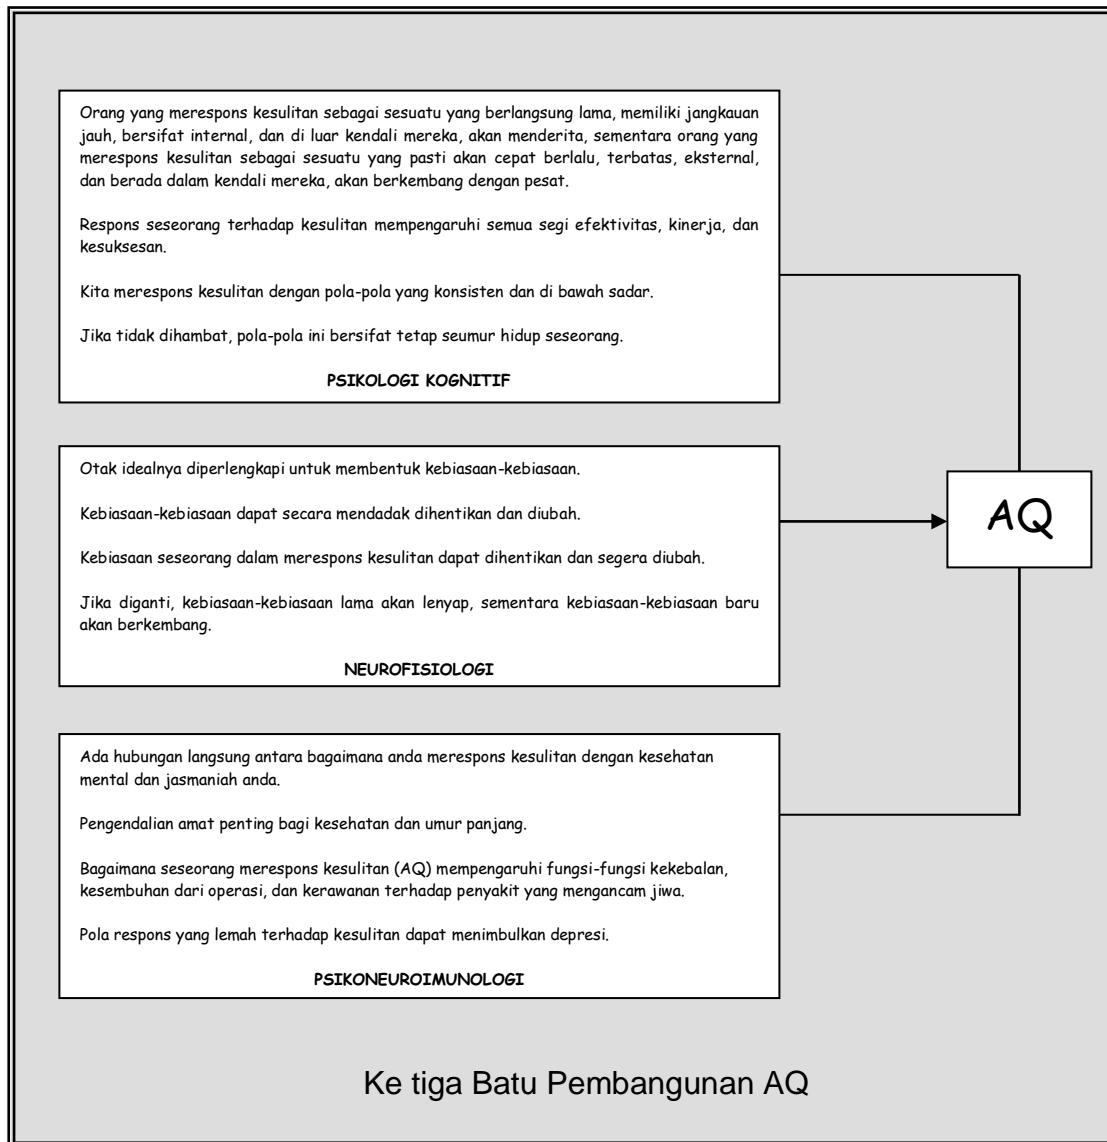 Orang yang merespons kesulitan sebagai sesuatu yang berlangsung lama, memiliki jangkauan
jauh, bersifat internal, dan di luar kendali mereka, akan menderita, sementara orang yang
merespons kesulitan sebagai sesuatu yang pasti akan cepat berlalu, terbatas, eksternal,
dan berada dalam kendali mereka, akan berkembang dengan pesat.
Respons seseorang terhadap kesulitan mempengaruhi semua segi efektivitas, kinerja, dan
kesuksesan.
Kita merespons kesulitan dengan pola-pola yang konsisten dan di bawah sadar.
Jika tidak dihambat, pola-pola ini bersifat tetap seumur hidup seseorang.
PSIKOLOGI KOGNITIF
Otak idealnya diperlengkapi untuk membentuk kebiasaan-kebiasaan.
Kebiasaan-kebiasaan dapat secara mendadak dihentikan dan diubah.
Kebiasaan seseorang dalam merespons kesulitan dapat dihentikan dan segera diubah.
Jika diganti, kebiasaan-kebiasaan lama akan lenyap, sementara kebiasaan-kebiasaan baru
akan berkembang.
NEUROFISIOLOGI
AQ
Ada hubungan langsung antara bagaimana anda merespons kesulitan dengan kesehatan
mental dan jasmaniah anda.
Pengendalian amat penting bagi kesehatan dan umur panjang.
Bagaimana seseorang merespons kesulitan (AQ) mempengaruhi fungsi-fungsi kekebalan,
kesembuhan dari operasi, dan kerawanan terhadap penyakit yang mengancam jiwa.
Pola respons yang lemah terhadap kesulitan dapat menimbulkan depresi.
PSIKONEUROIMUNOLOGI
Ke tiga Batu Pembangunan AQ